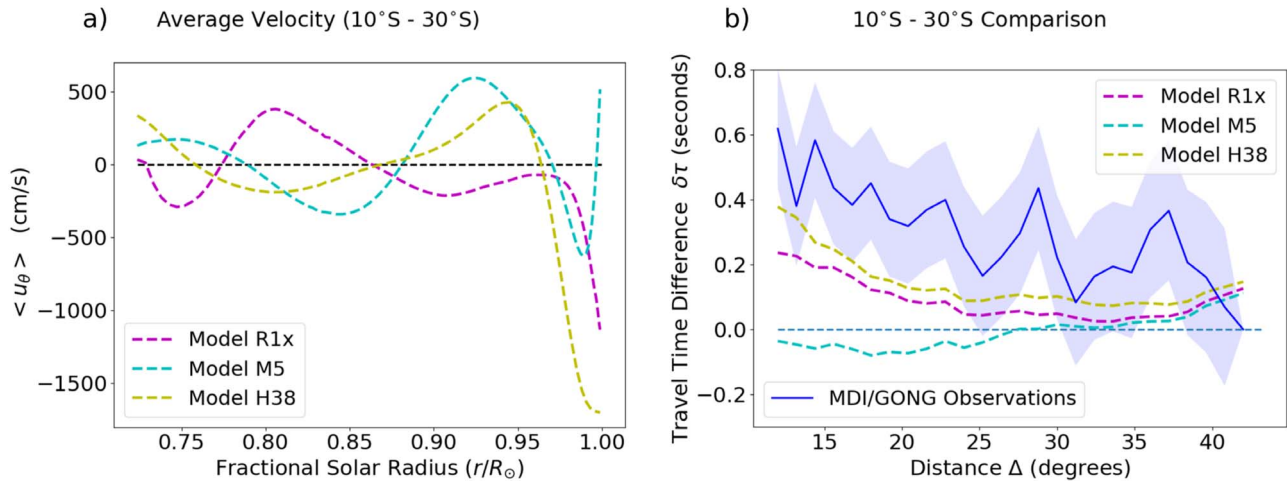 a) Average Velocity (10°S - 30°S)
500
0
−500
−1000
−1500
< u_θ > (cm/s)
Model R1x
Model M5
Model H38
0.75 0.80 0.85 0.90 0.95 1.00
Fractional Solar Radius (r/R_⊙)
b) 10°S - 30°S Comparison
0.8
0.6
0.4
0.2
0.0
−0.2
Travel Time Difference δτ (seconds)
Model R1x
Model M5
Model H38
MDI/GONG Observations
15 20 25 30 35 40
Distance Δ (degrees)